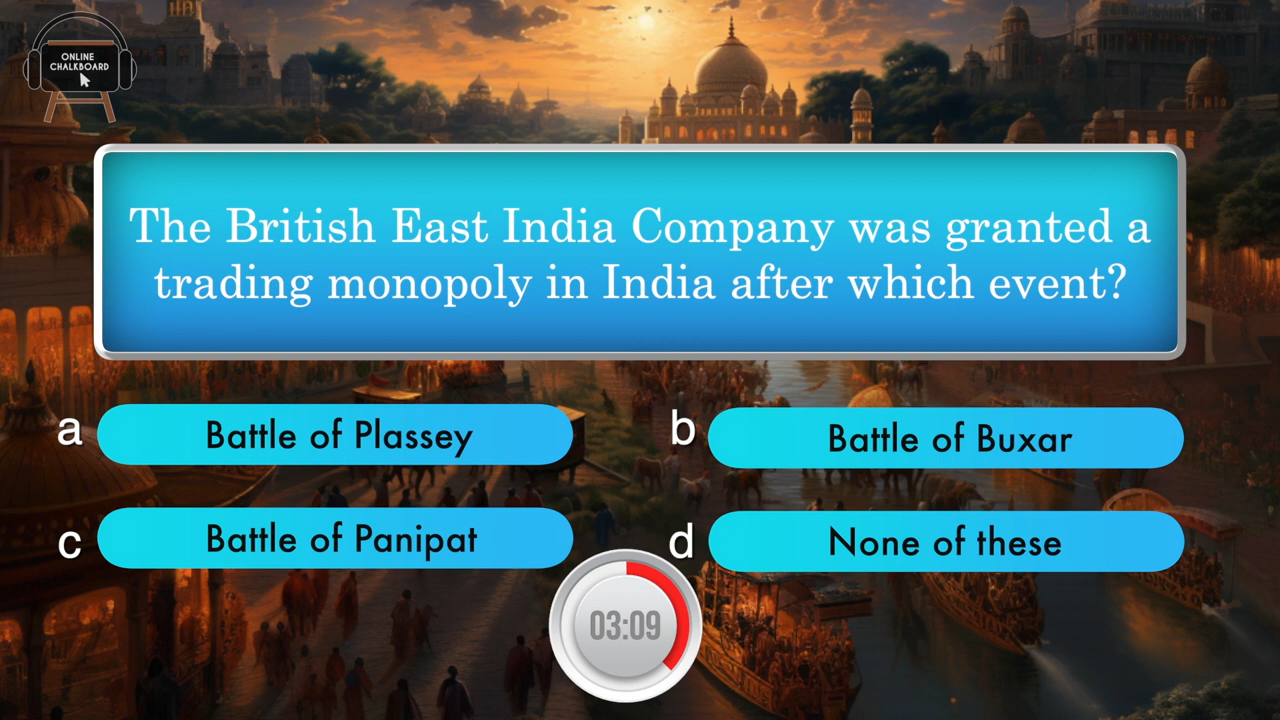 ONLINE
CHALKBOARD
The British East India Company was granted a
trading monopoly in India after which event?
a Battle of Plassey
b Battle of Buxar
c Battle of Panipat
d None of these
03:09